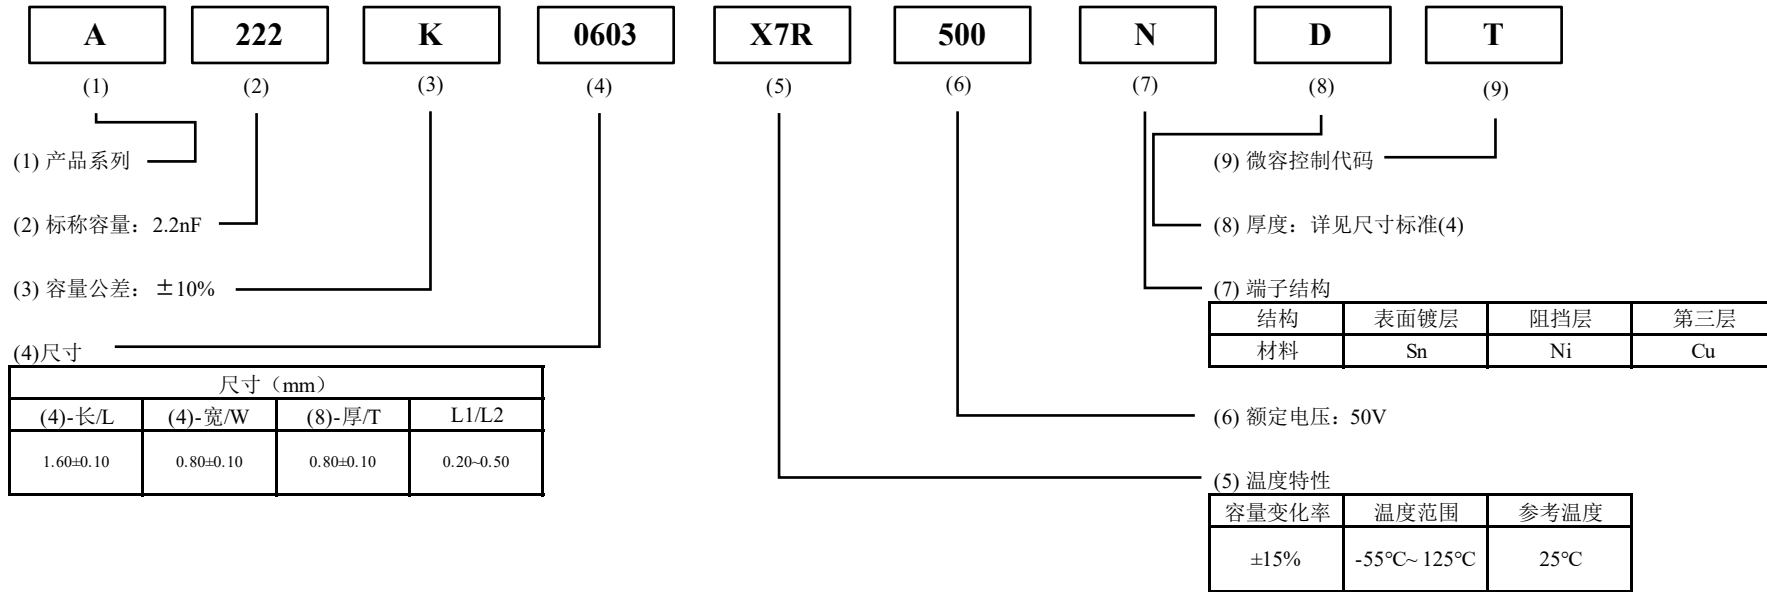 A 222 K 0603 X7R 500 N D T
(1) (2) (3) (4) (5) (6) (7) (8) (9)
(1) 产品系列
(9) 微容控制代码
(2) 标称容量：2.2nF
(8) 厚度：详见尺寸标准(4)
(3) 容量公差：±10%
(7) 端子结构
结构 表面镀层 阻挡层 第三层
材料 Sn Ni Cu
(4)尺寸
尺寸（mm）
(4)-长/L (4)-宽/W (8)-厚/T L1/L2
1.60±0.10 0.80±0.10 0.80±0.10 0.20~0.50
(6) 额定电压：50V
(5) 温度特性
容量变化率 温度范围 参考温度
±15% -55℃~ 125℃ 25℃